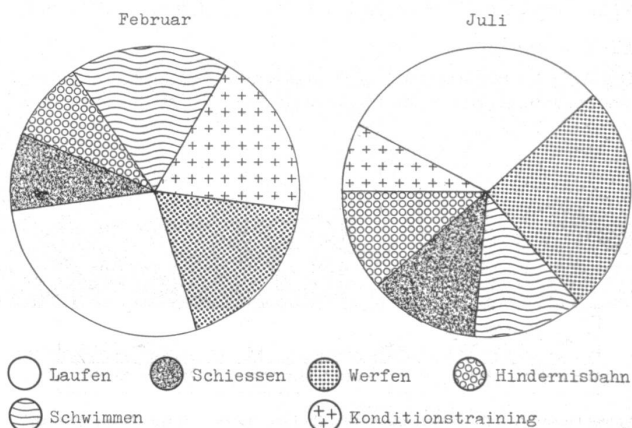 Februar Juli
Laufen Schiessen Werfen Hindernisbahn
Schwimmen Konditionstraining